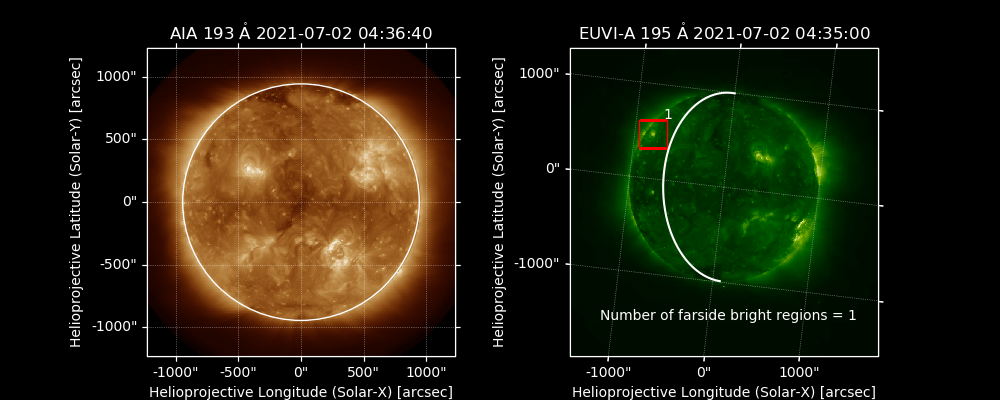 AIA 193 Å 2021-07-02 04:36:40
Helioprojective Latitude (Solar-Y) [arcsec]
1000"
500"
0"
-500"
-1000"
-1000"
-500"
0"
500"
1000"
Helioprojective Longitude (Solar-X) [arcsec]
EUVI-A 195 Å 2021-07-02 04:35:00
Helioprojective Latitude (Solar-Y) [arcsec]
1000"
0"
-1000"
1
Number of farside bright regions = 1
-1000"
0"
1000"
Helioprojective Longitude (Solar-X) [arcsec]